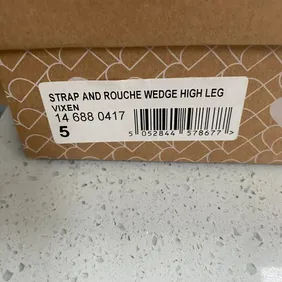 STRAP AND ROUCHE WEDGE HIGH LEG
VIXEN
14 688 0417
5
5 052844 578677 >